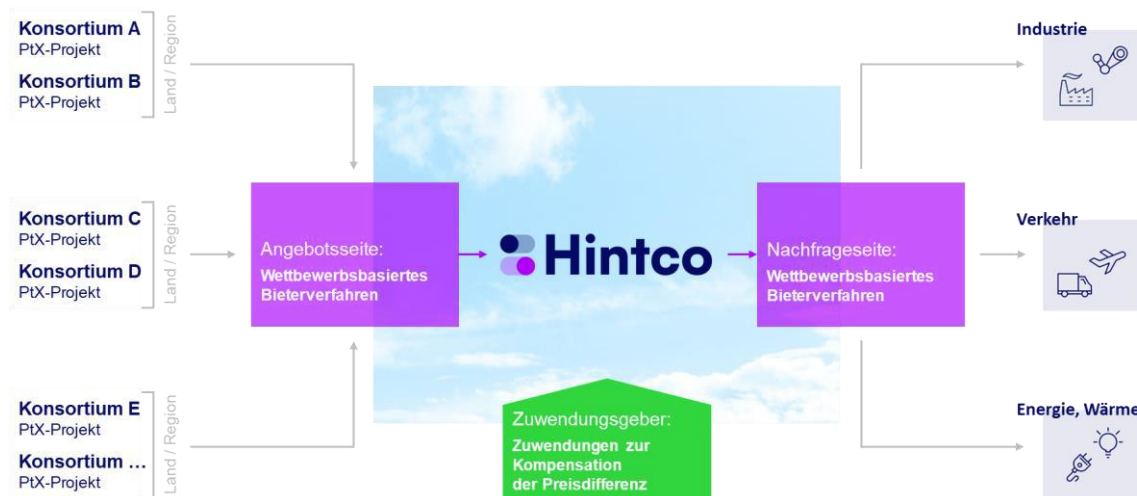 Konsortium A
PtX-Projekt
Konsortium B
PtX-Projekt
Land / Region
Konsortium C
PtX-Projekt
Konsortium D
PtX-Projekt
Land / Region
Konsortium E
PtX-Projekt
Konsortium ...
PtX-Projekt
Land / Region
Angebotsseite:
Wettbewerbsbasiertes
Bieterverfahren
Hintco
Nachfrageseite:
Wettbewerbsbasiertes
Bieterverfahren
Zuwendungsgeber:
Zuwendungen zur
Kompensation
der Preisdifferenz
Industrie
Verkehr
Energie, Wärme